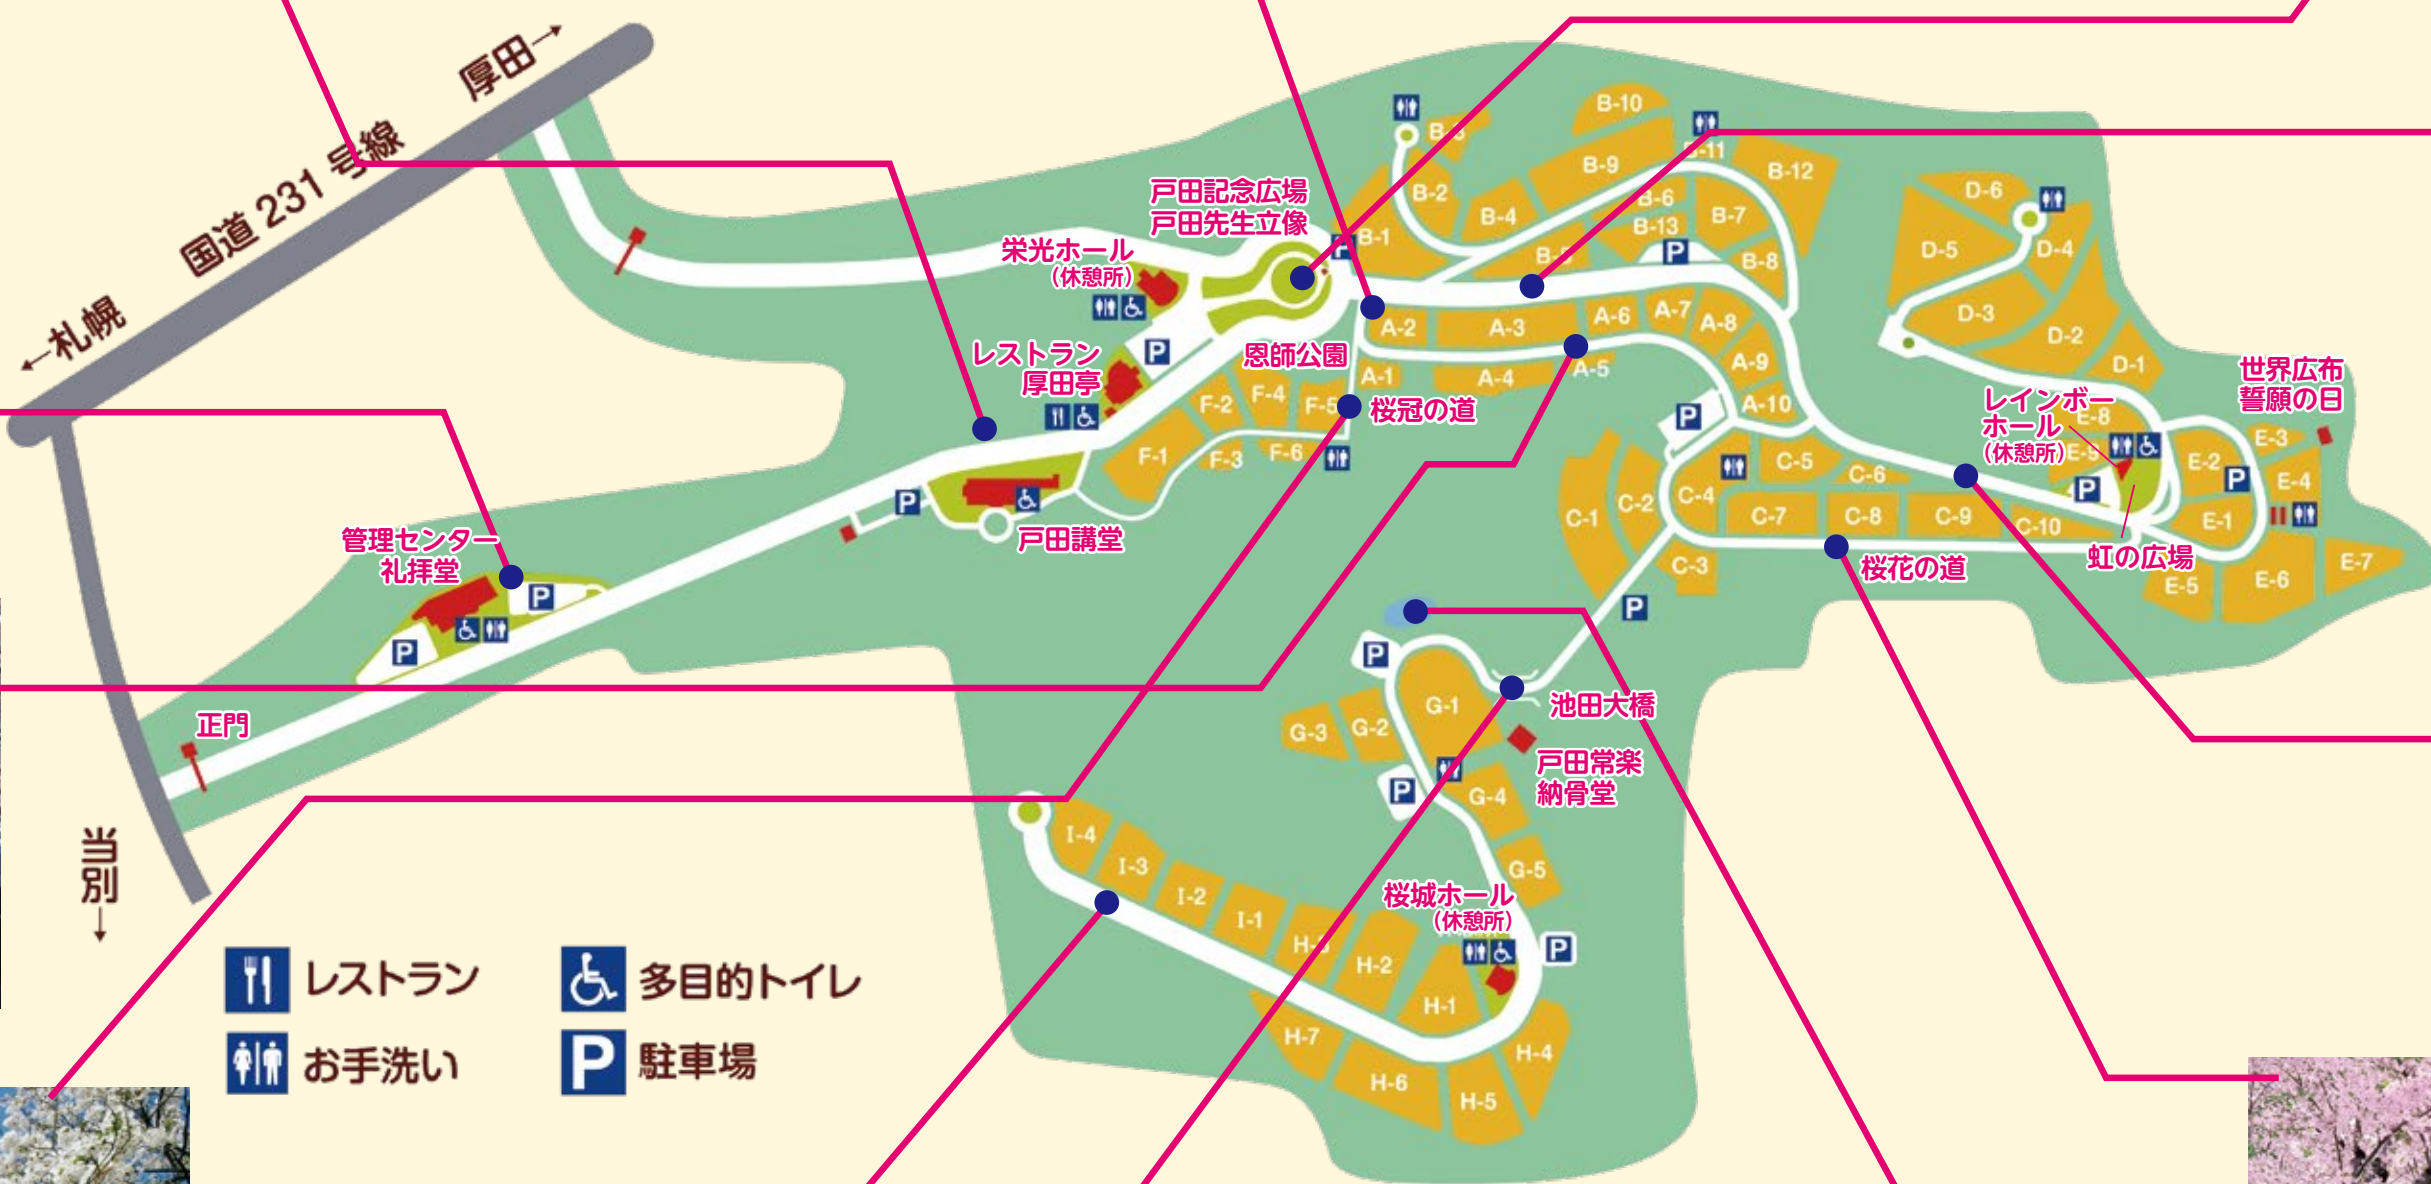 厚田→
国道 231 号線
←札幌
当別→
戸田記念広場
戸田先生立像
栄光ホール
(休憩所)
レストラン
厚田亭
恩師公園
桜冠の道
戸田講堂
管理センター
礼拝堂
正門
世界広布
誓願の日
レインボー
ホール
(休憩所)
虹の広場
桜花の道
池田大橋
戸田常楽
納骨堂
桜城ホール
(休憩所)
A-1
A-2
A-3
A-4
A-5
A-6
A-7
A-8
A-9
A-10
B-1
B-2
B-4
B-6
B-7
B-8
B-9
B-10
B-11
B-12
B-13
C-1
C-2
C-3
C-4
C-5
C-6
C-7
C-8
C-9
C-10
D-1
D-2
D-3
D-4
D-5
D-6
E-1
E-2
E-3
E-4
E-5
E-6
E-7
E-8
E-9
F-1
F-2
F-3
F-4
F-5
F-6
G-1
G-2
G-3
G-4
G-5
H-1
H-2
H-4
H-5
H-6
H-7
I-1
I-2
I-3
I-4
P
P
P
P
P
P
P
P
P
P
P
P
P
レストラン
お手洗い
多目的トイレ
P 駐車場